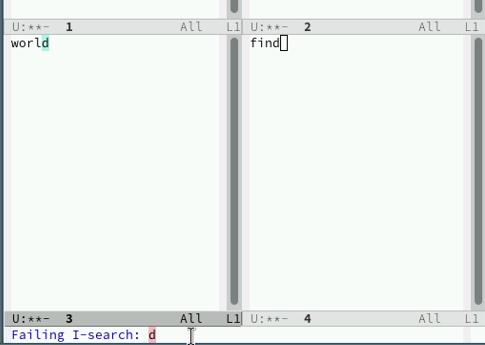 U:**-  1              All   L1
U:**-  2              All   L1
world
find
U:**-  3              All   L1
U:**-  4              All   L1
Failing I-search: d